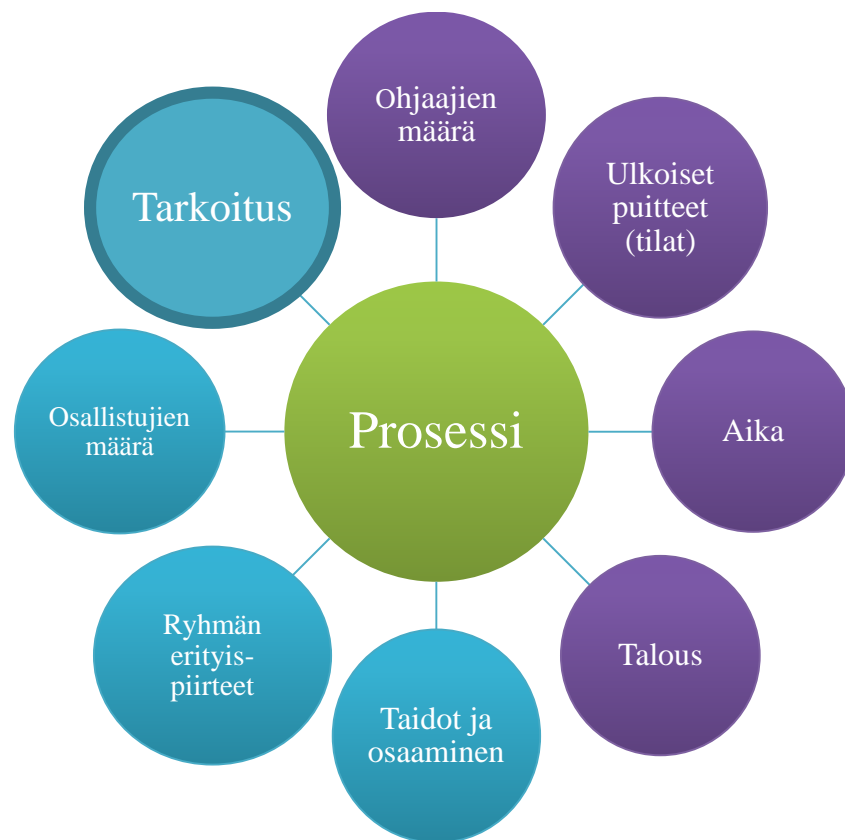 Ohjaajien
määrä
Ulkoiset
puitteet
(tilat)
Aika
Talous
Taidot ja
osaaminen
Ryhmän
erityis-
piirteet
Osallistujien
määrä
Tarkoitus
Prosessi